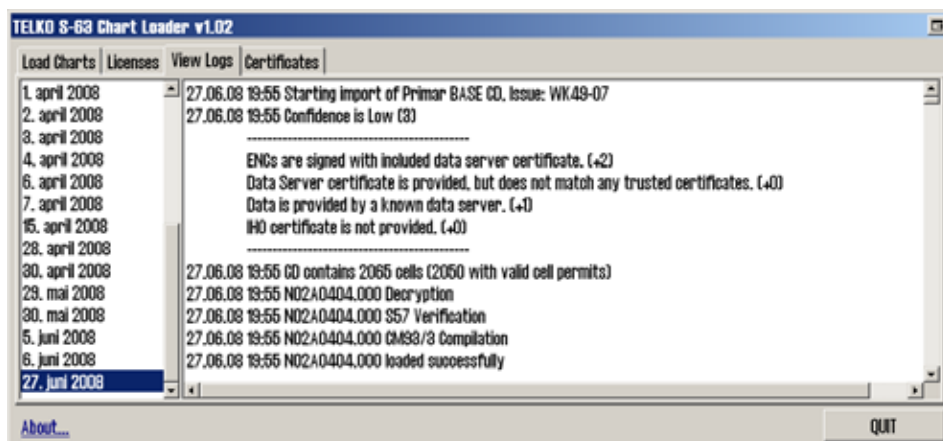 TELKO S-63 Chart Loader v1.02
Load Charts
Licenses
View Logs
Certificates
1. april 2008
2. april 2008
3. april 2008
4. april 2008
6. april 2008
7. april 2008
15. april 2008
28. april 2008
30. april 2008
29. mai 2008
30. mai 2008
5. juni 2008
6. juni 2008
27. juni 2008
27.06.08 19:55 Starting import of Primar BASE CD, Issue: WK49-07
27.06.08 19:55 Confidence is Low (3)
---------------------------------------------
ENCs are signed with included data server certificate. (+2)
Data Server certificate is provided, but does not match any trusted certificates. (+0)
Data is provided by a known data server. (+1)
IHO certificate is not provided. (+0)
---------------------------------------------
27.06.08 19:55 CD contains 2065 cells (2050 with valid cell permits)
27.06.08 19:55 NO2A0404.000 Decryption
27.06.08 19:55 NO2A0404.000 S57 Verification
27.06.08 19:55 NO2A0404.000 CM93/3 Compilation
27.06.08 19:55 NO2A0404.000 loaded successfully
About...
QUIT